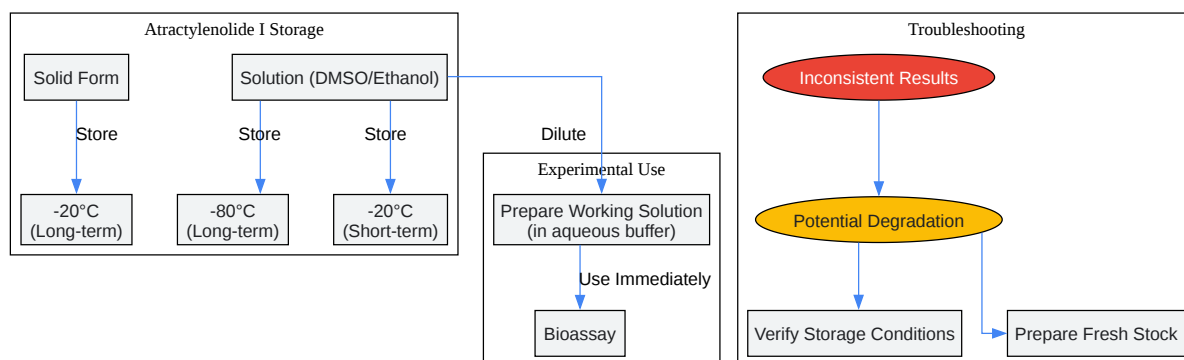 Atractylenolide I Storage
Solid Form
Solution (DMSO/Ethanol)
Store
Store
Store
-20°C
(Long-term)
-80°C
(Long-term)
-20°C
(Short-term)
Dilute
Experimental Use
Prepare Working Solution
(in aqueous buffer)
Use Immediately
Bioassay
Troubleshooting
Inconsistent Results
Potential Degradation
Verify Storage Conditions
Prepare Fresh Stock